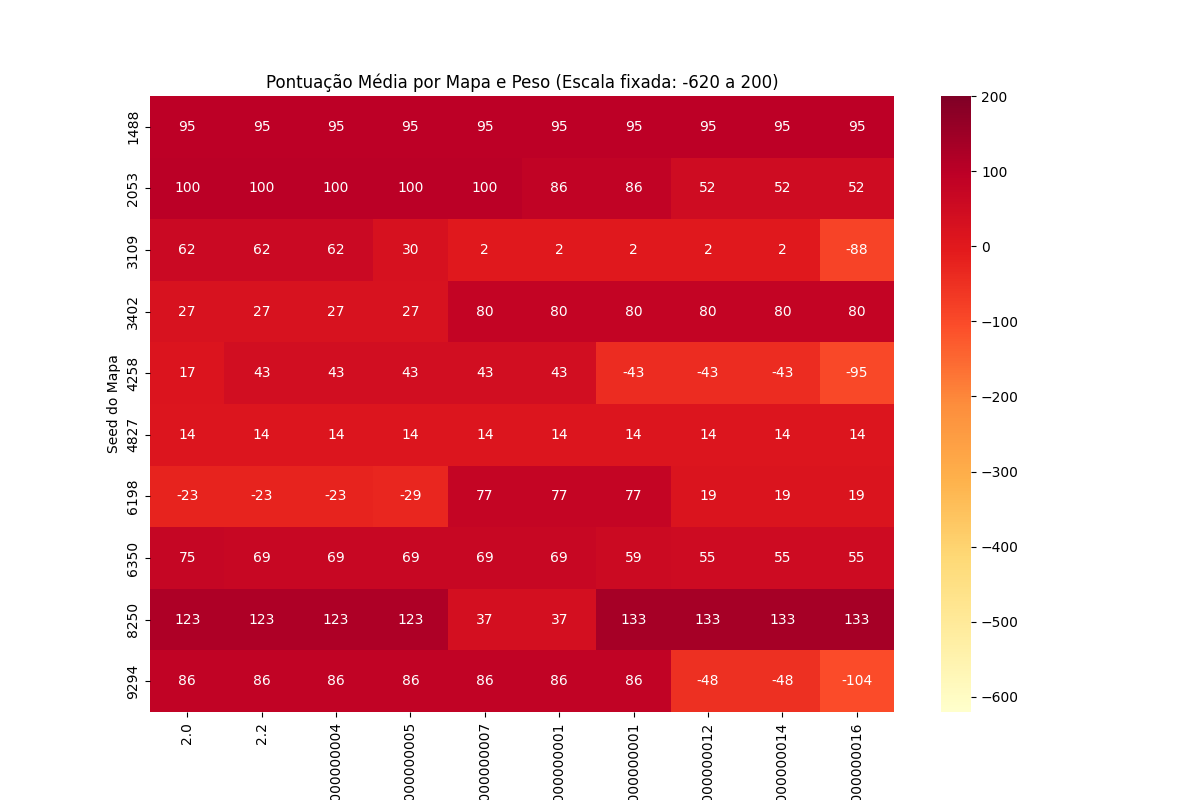 Pontuação Média por Mapa e Peso (Escala fixada: -620 a 200)
Seed do Mapa
1488 95 95 95 95 95 95 95 95 95 95
2053 100 100 100 100 100 86 86 52 52 52
3109 62 62 62 30 2 2 2 2 2 -88
3402 27 27 27 27 80 80 80 80 80 80
4258 17 43 43 43 43 43 -43 -43 -43 -95
4827 14 14 14 14 14 14 14 14 14 14
6198 -23 -23 -23 -29 77 77 77 19 19 19
6350 75 69 69 69 69 69 59 55 55 55
8250 123 123 123 123 37 37 133 133 133 133
9294 86 86 86 86 86 86 86 -48 -48 -104
2.0 2.2
200
100
0
−100
−200
−300
−400
−500
−600